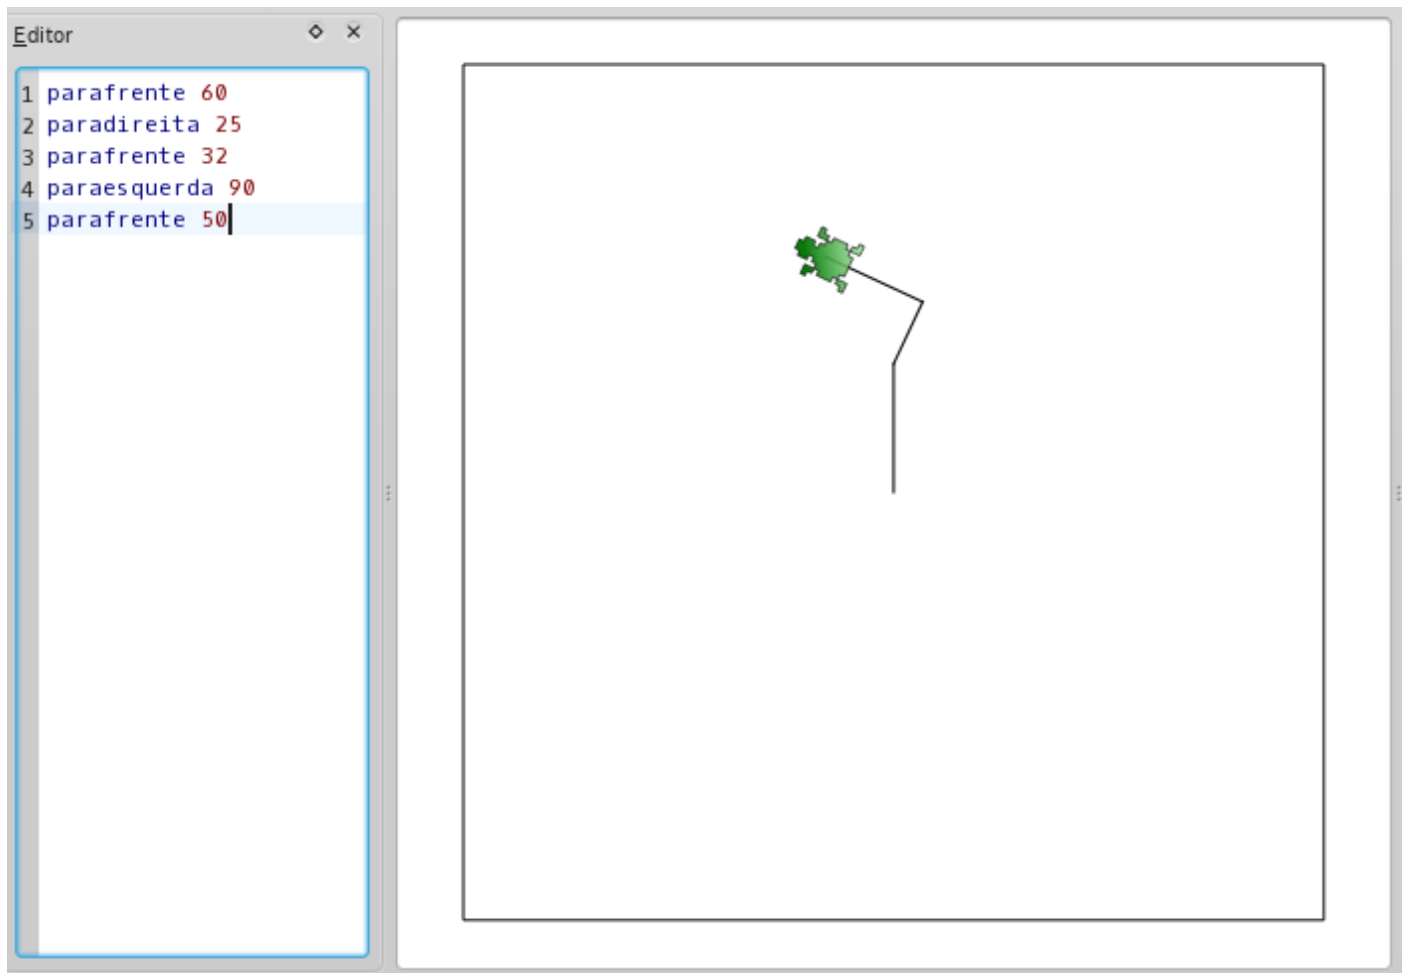 Editor
1 parafrente 60
2 paradireita 25
3 parafrente 32
4 paraesquerda 90
5 parafrente 50